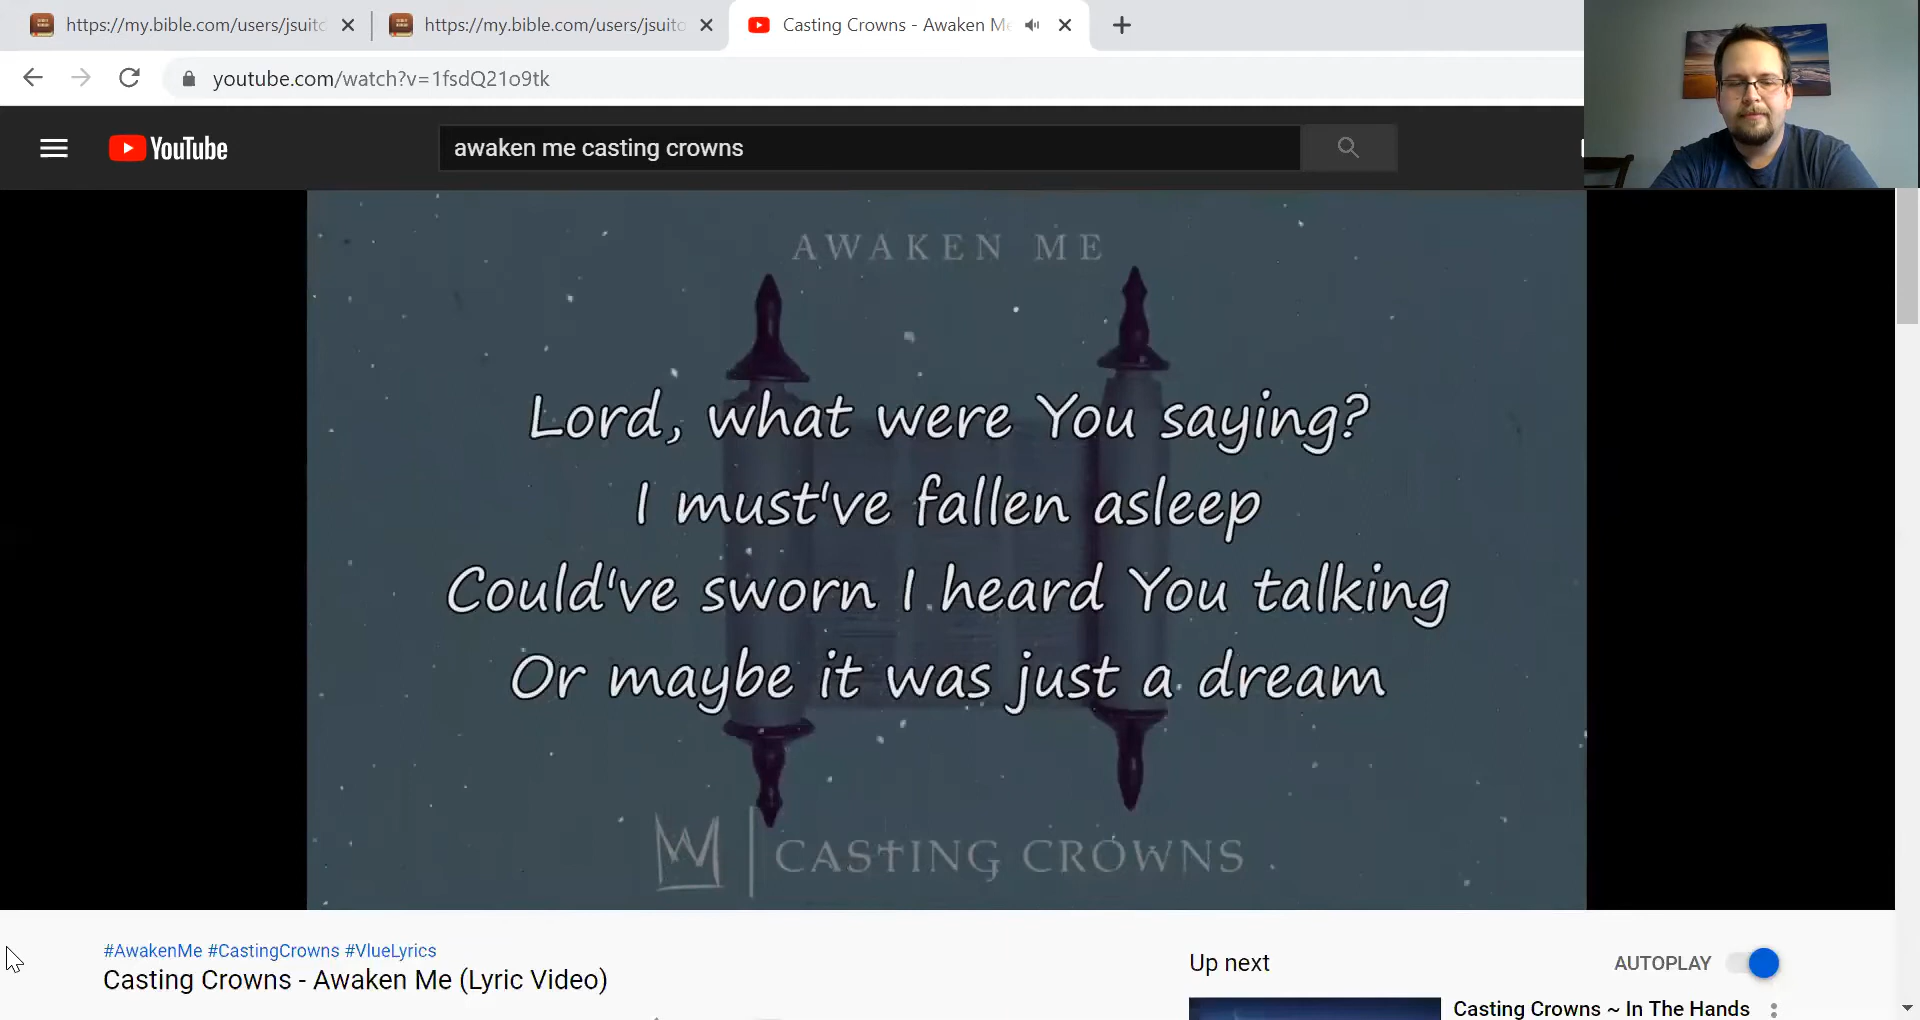 https://my.bible.com/users/jsuitc
https://my.bible.com/users/jsuito
Casting Crowns - Awaken Me
youtube.com/watch?v=1fsdQ21o9tk
YouTube
awaken me casting crowns
AWAKEN ME
Lord, what were You saying?
I must've fallen asleep
Could've sworn I heard You talking
Or maybe it was just a dream
CASTING CROWNS
#AwakenMe #CastingCrowns #VlueLyrics
Casting Crowns - Awaken Me (Lyric Video)
Up next
AUTOPLAY
Casting Crowns ~ In The Hands